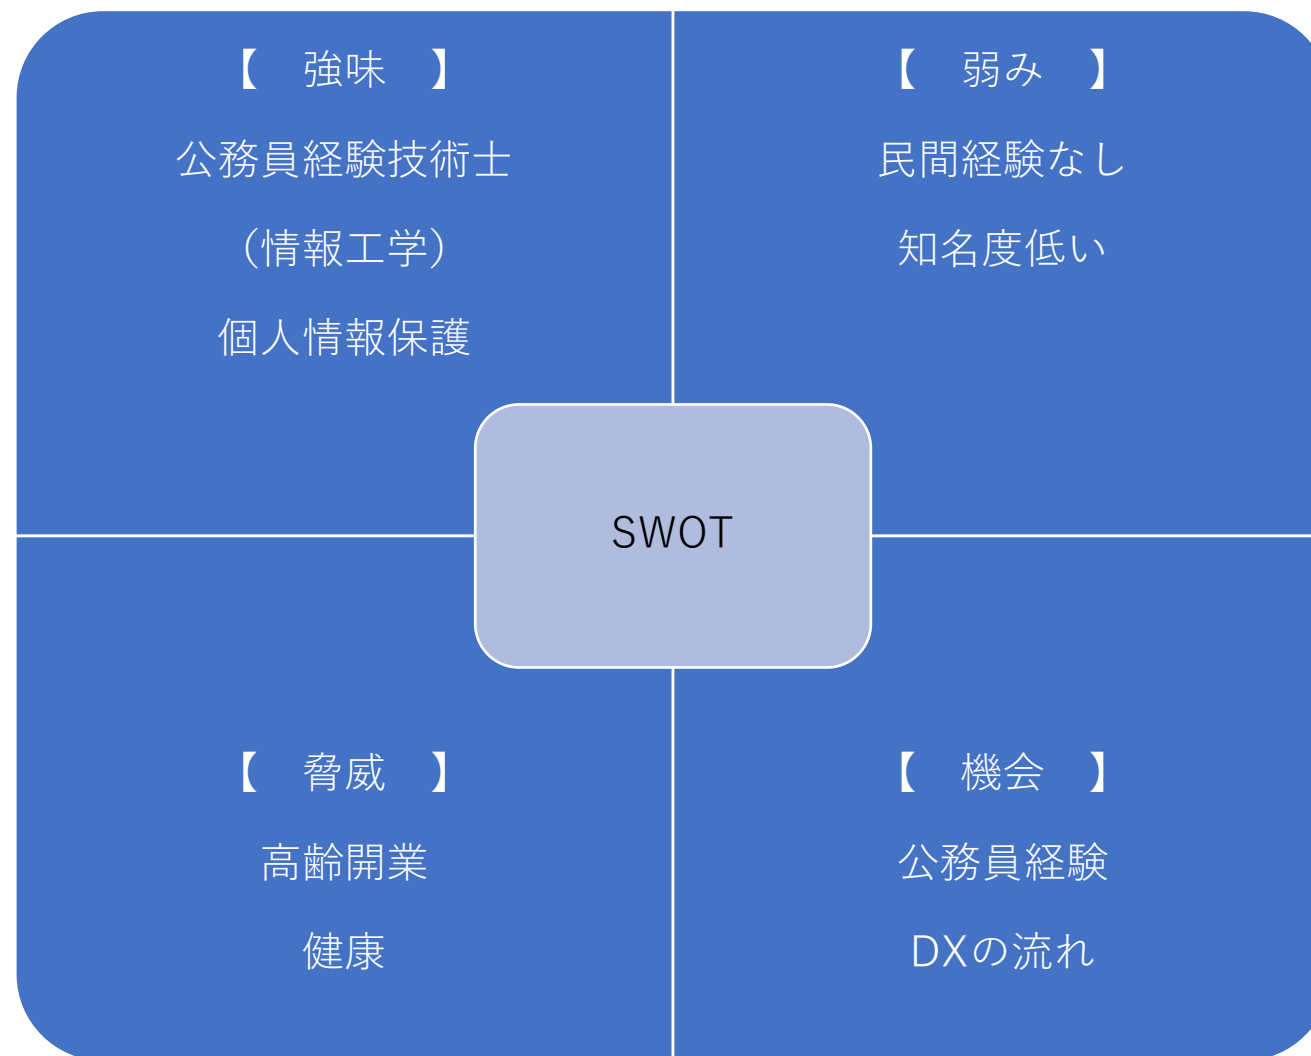 【　強味　】
公務員経験技術士
（情報工学）
個人情報保護
【　弱み　】
民間経験なし
知名度低い
SWOT
【　脅威　】
高齢開業
健康
【　機会　】
公務員経験
DXの流れ